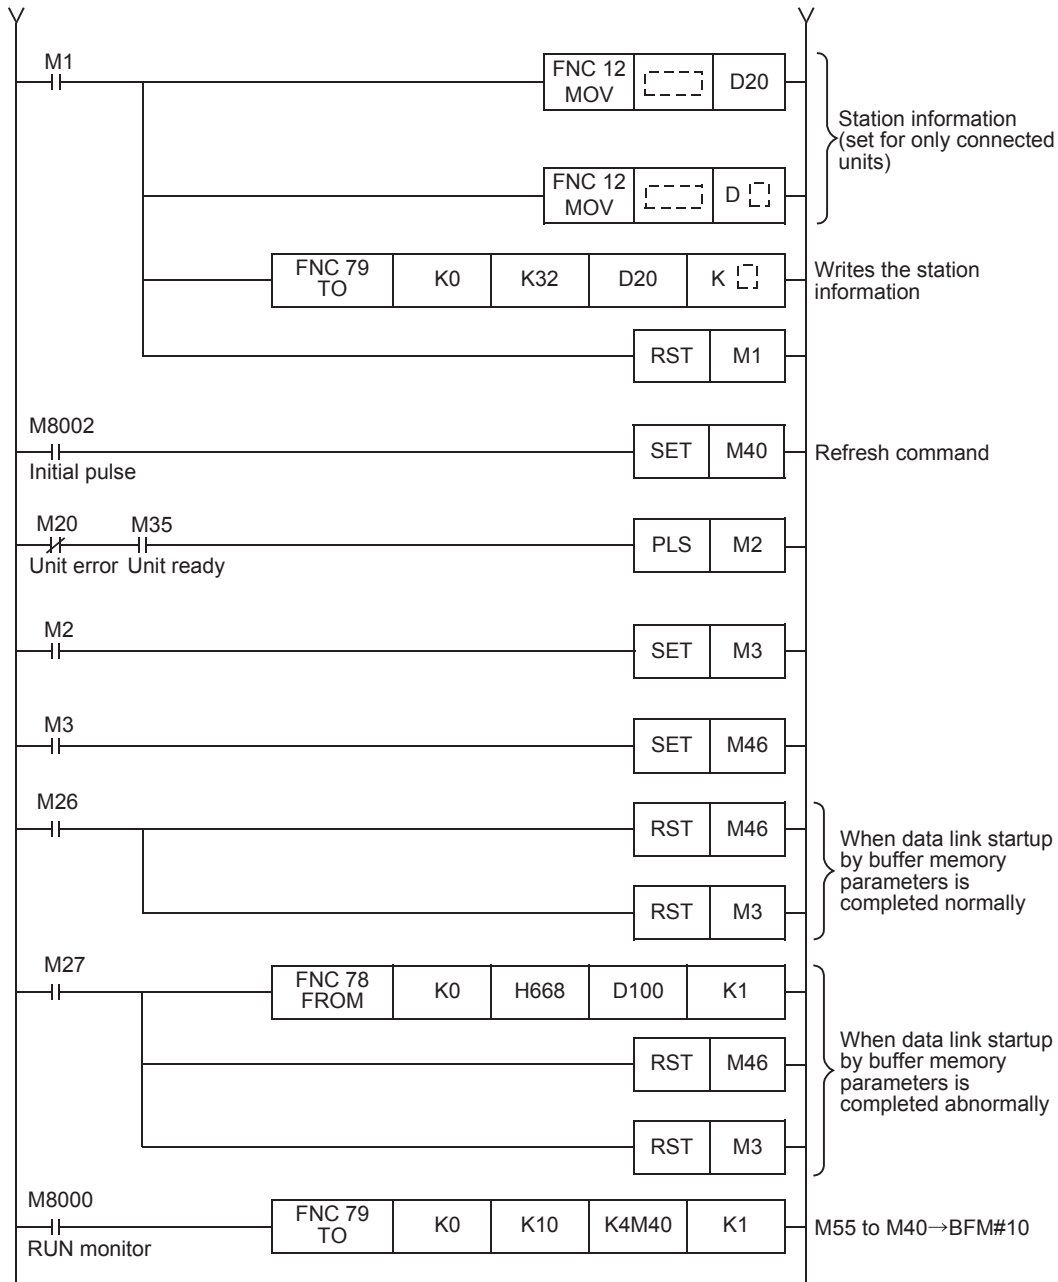 M1
FNC 12
MOV
D20
Station information
(set for only connected
units)
FNC 12
MOV
D
FNC 79
TO
K0
K32
D20
K
Writes the station
information
RST
M1
M8002
Initial pulse
SET
M40
Refresh command
M20
M35
Unit error
Unit ready
PLS
M2
M2
SET
M3
M3
SET
M46
M26
RST
M46
RST
M3
When data link startup
by buffer memory
parameters is
completed normally
M27
FNC 78
FROM
K0
H668
D100
K1
RST
M46
RST
M3
When data link startup
by buffer memory
parameters is
completed abnormally
M8000
RUN monitor
FNC 79
TO
K0
K10
K4M40
K1
M55 to M40→BFM#10